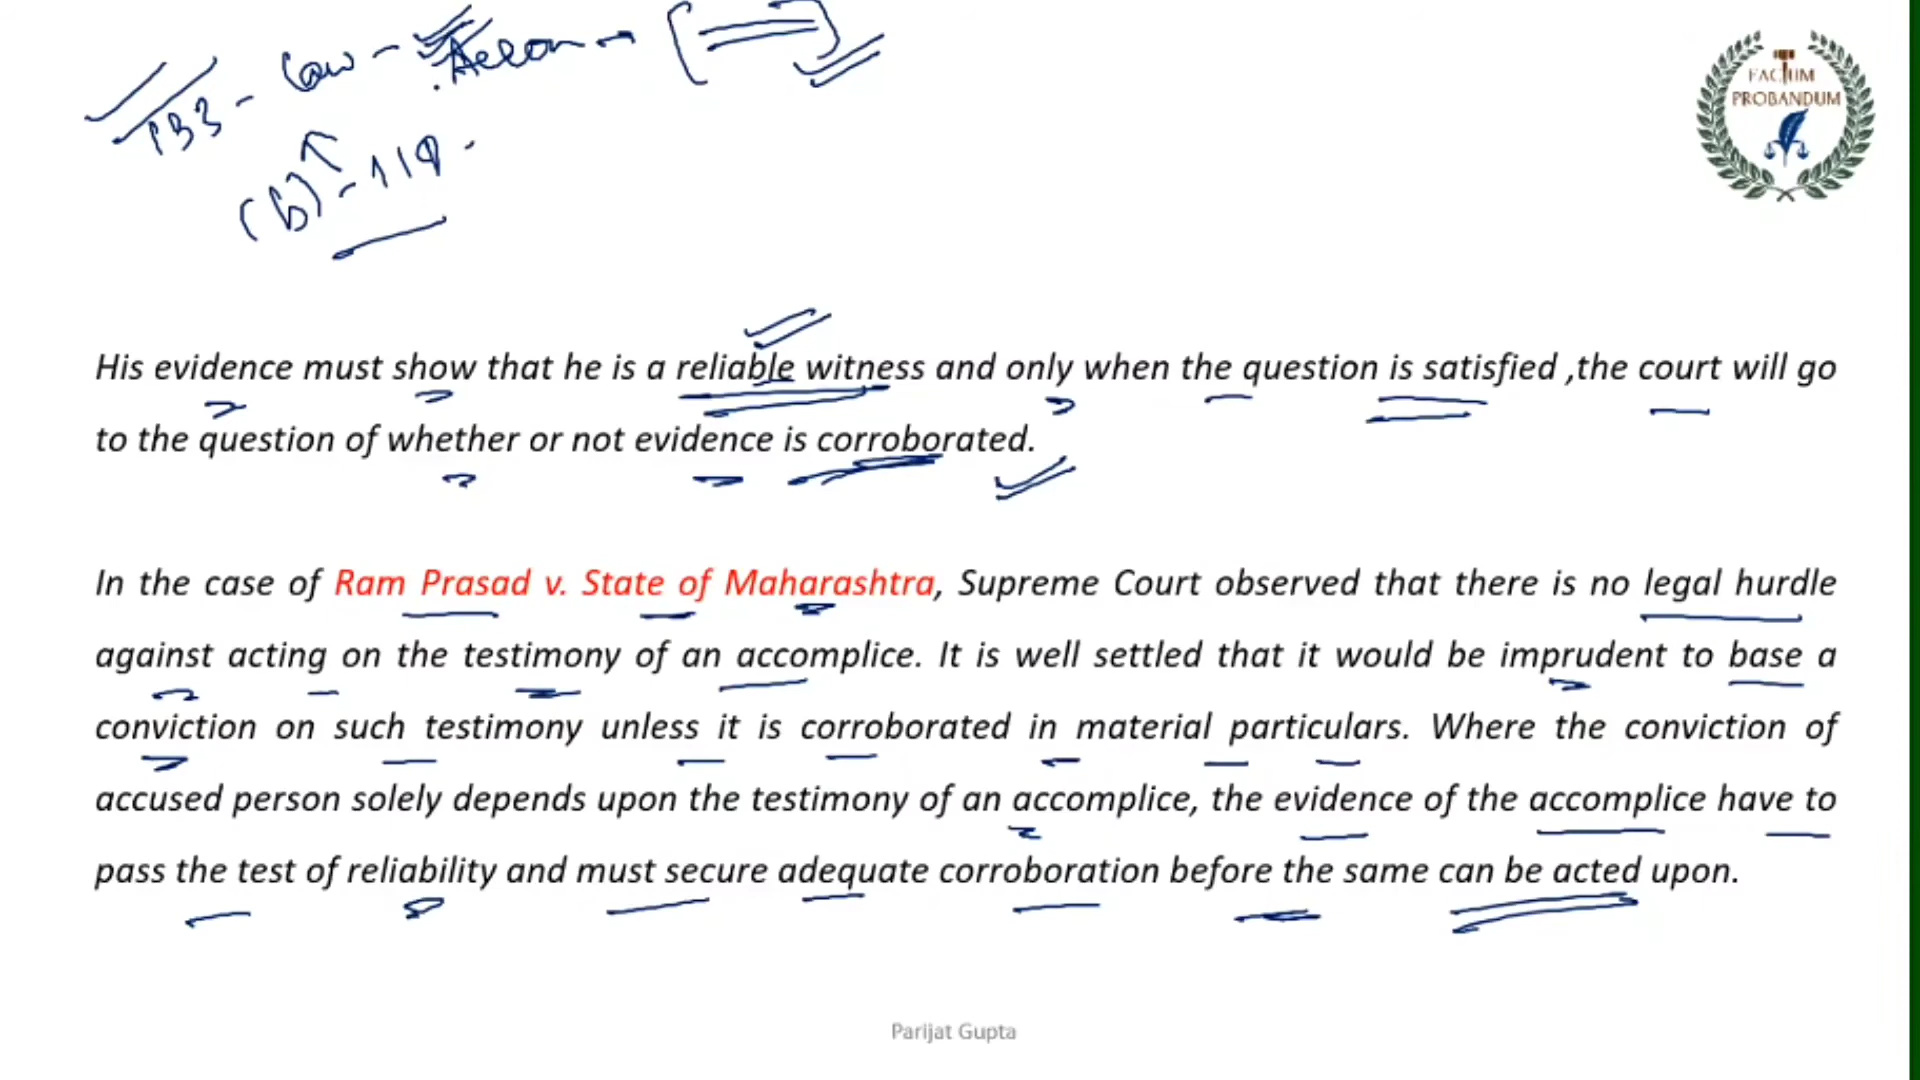 133 - Law - Accom -
(b) - 119
FACTUM
PROBANDUM
His evidence must show that he is a reliable witness and only when the question is satisfied ,the court will go
to the question of whether or not evidence is corroborated.
In the case of Ram Prasad v. State of Maharashtra, Supreme Court observed that there is no legal hurdle
against acting on the testimony of an accomplice. It is well settled that it would be imprudent to base a
conviction on such testimony unless it is corroborated in material particulars. Where the conviction of
accused person solely depends upon the testimony of an accomplice, the evidence of the accomplice have to
pass the test of reliability and must secure adequate corroboration before the same can be acted upon.
Parijat Gupta